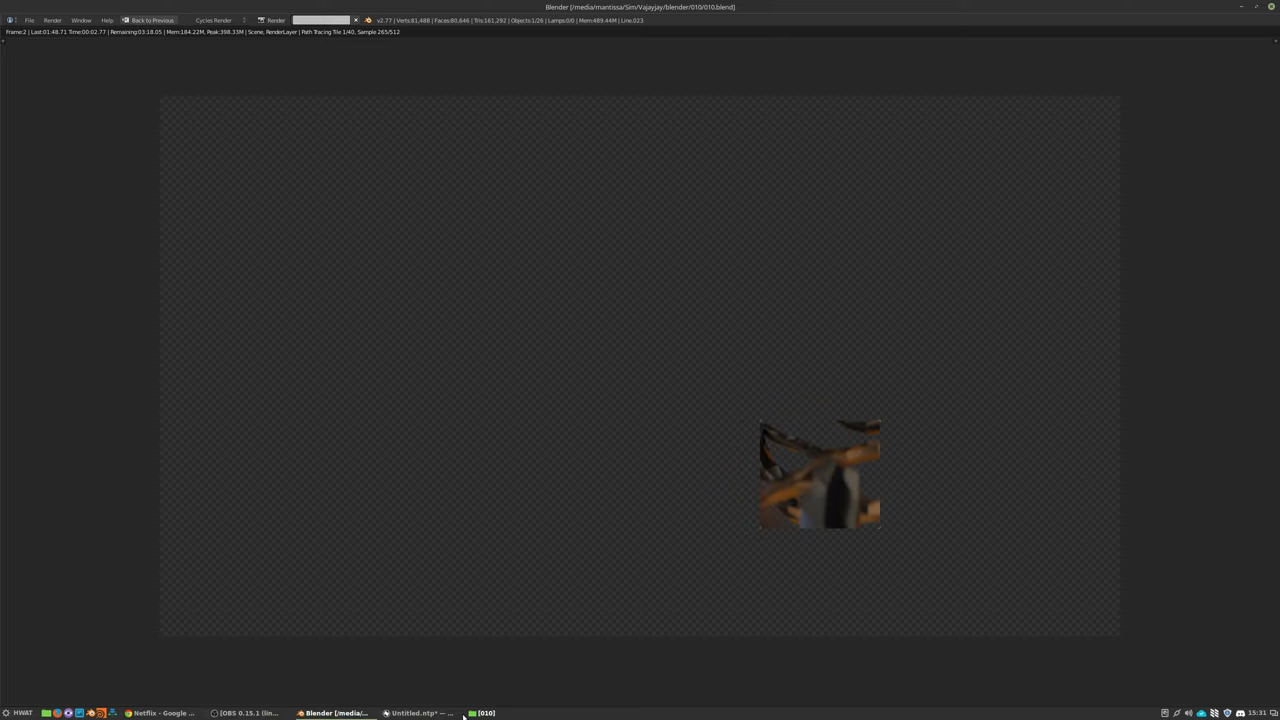 Blender [/media/mantissa/Sim/Vajayjay/blender/010/010.blend]
File Render Window Help Back to Previous Cycles Render Render v2.77 | Verts:81,488 | Faces:80,646 | Tris:161,292 | Objects:1/26 | Lamps:0/0 | Mem:489.44M | Line.023
Frame:2 | Last:01:48.71 Time:00:02.77 | Remaining:03:18.05 | Mem:184.22M, Peak:398.33M | Scene, RenderLayer | Path Tracing Tile 1/40, Sample 265/512
HWAT Netflix - Google ... [OBS 0.15.1 (lin... Blender [/media/... Untitled.ntp* — ... [010] 15:31